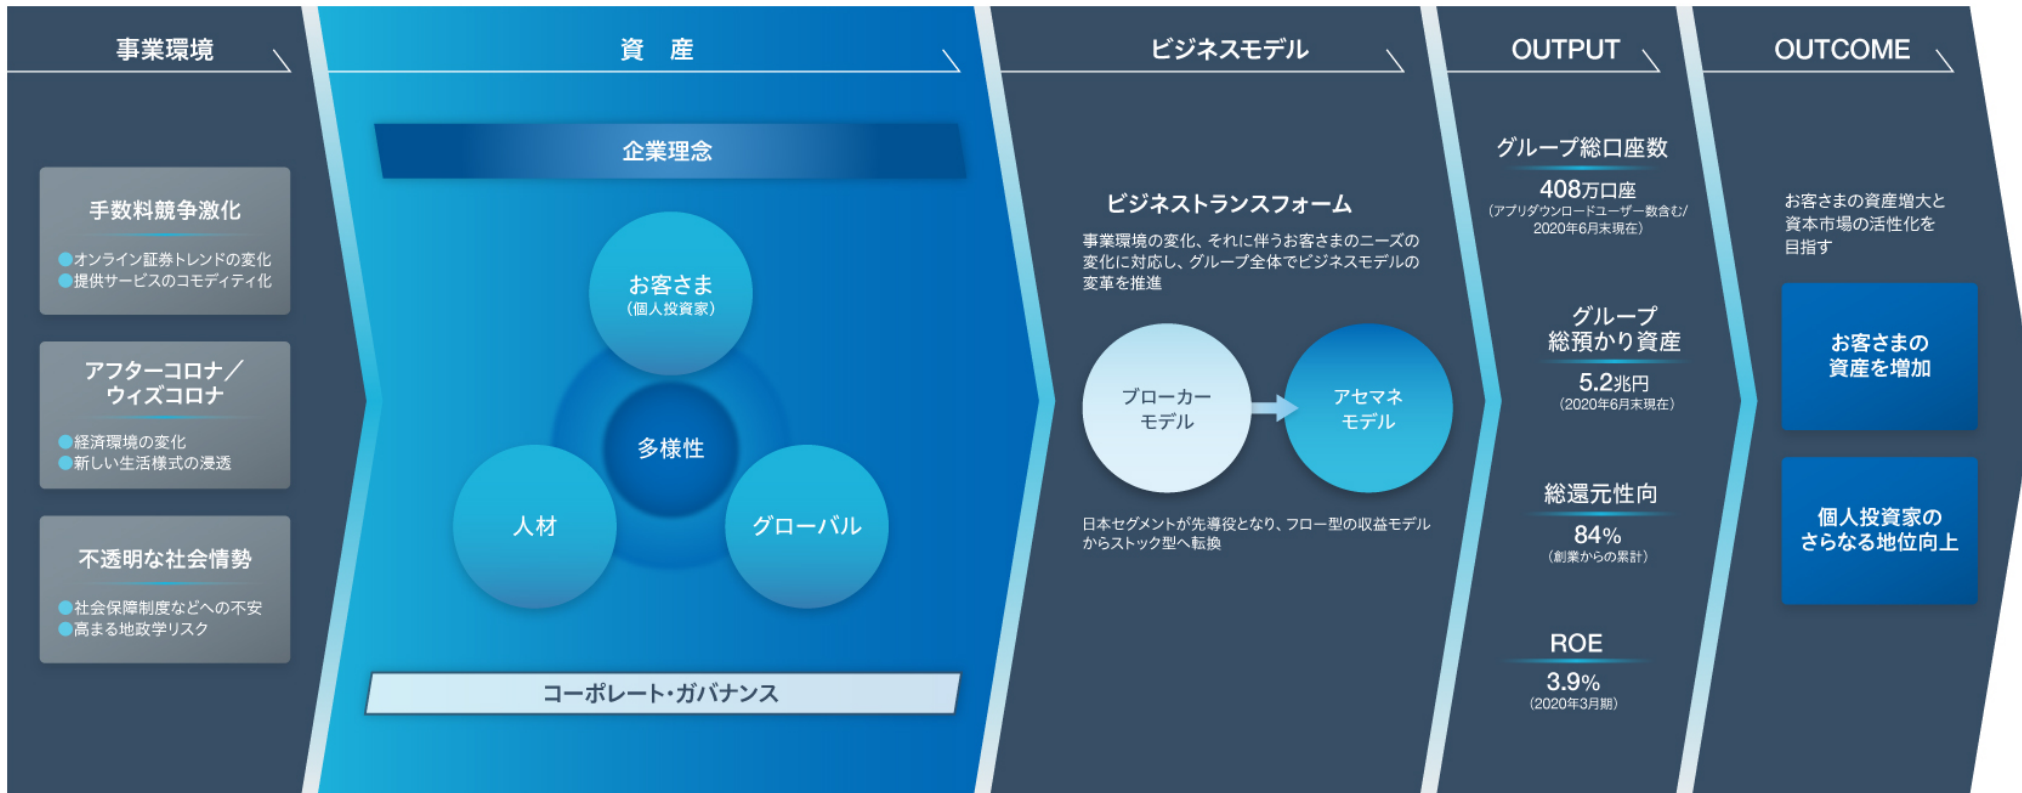 事業環境
手数料競争激化
●オンライン証券トレンドの変化
●提供サービスのコモディティ化
アフターコロナ／
ウィズコロナ
●経済環境の変化
●新しい生活様式の浸透
不透明な社会情勢
●社会保障制度などへの不安
●高まる地政学リスク
資　産
企業理念
お客さま
（個人投資家）
多様性
人材
グローバル
コーポレート・ガバナンス
ビジネスモデル
ビジネストランスフォーム
事業環境の変化、それに伴うお客さまのニーズの
変化に対応し、グループ全体でビジネスモデルの
変革を推進
ブローカー
モデル
アセマネ
モデル
日本セグメントが先導役となり、フロー型の収益モデル
からストック型へ転換
OUTPUT
グループ総口座数
408万口座
（アプリダウンロードユーザー数含む/
2020年6月末現在）
グループ
総預かり資産
5.2兆円
（2020年6月末現在）
総還元性向
84%
（創業からの累計）
ROE
3.9%
（2020年3月期）
OUTCOME
お客さまの資産増大と
資本市場の活性化を
目指す
お客さまの
資産を増加
個人投資家の
さらなる地位向上